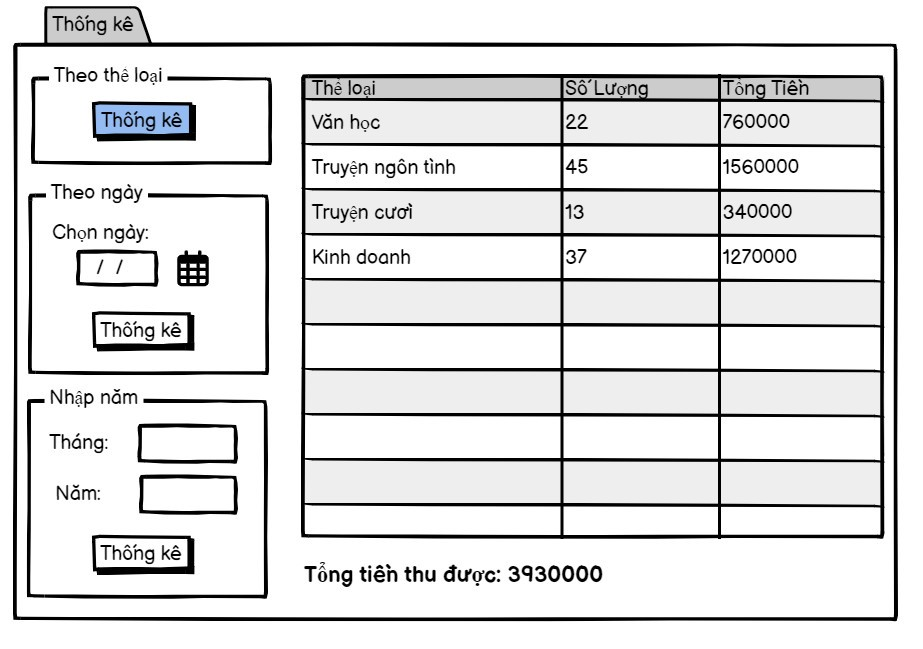 Thống kê
Theo thể loại
Thống kê
Theo ngày
Chọn ngày:
/ /
Thống kê
Nhập năm
Tháng:
Năm:
Thống kê
Thể loại Số Lượng Tổng Tiền
Văn học 22 760000
Truyện ngôn tình 45 1560000
Truyện cười 13 340000
Kinh doanh 37 1270000
Tổng tiền thu được: 3930000